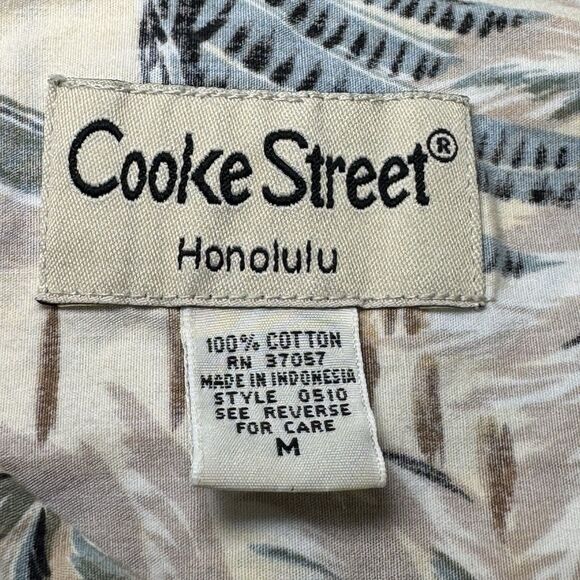 Cooke Street®
Honolulu
100% COTTON
RN 37057
MADE IN INDONESIA
STYLE 0510
SEE REVERSE
FOR CARE
M